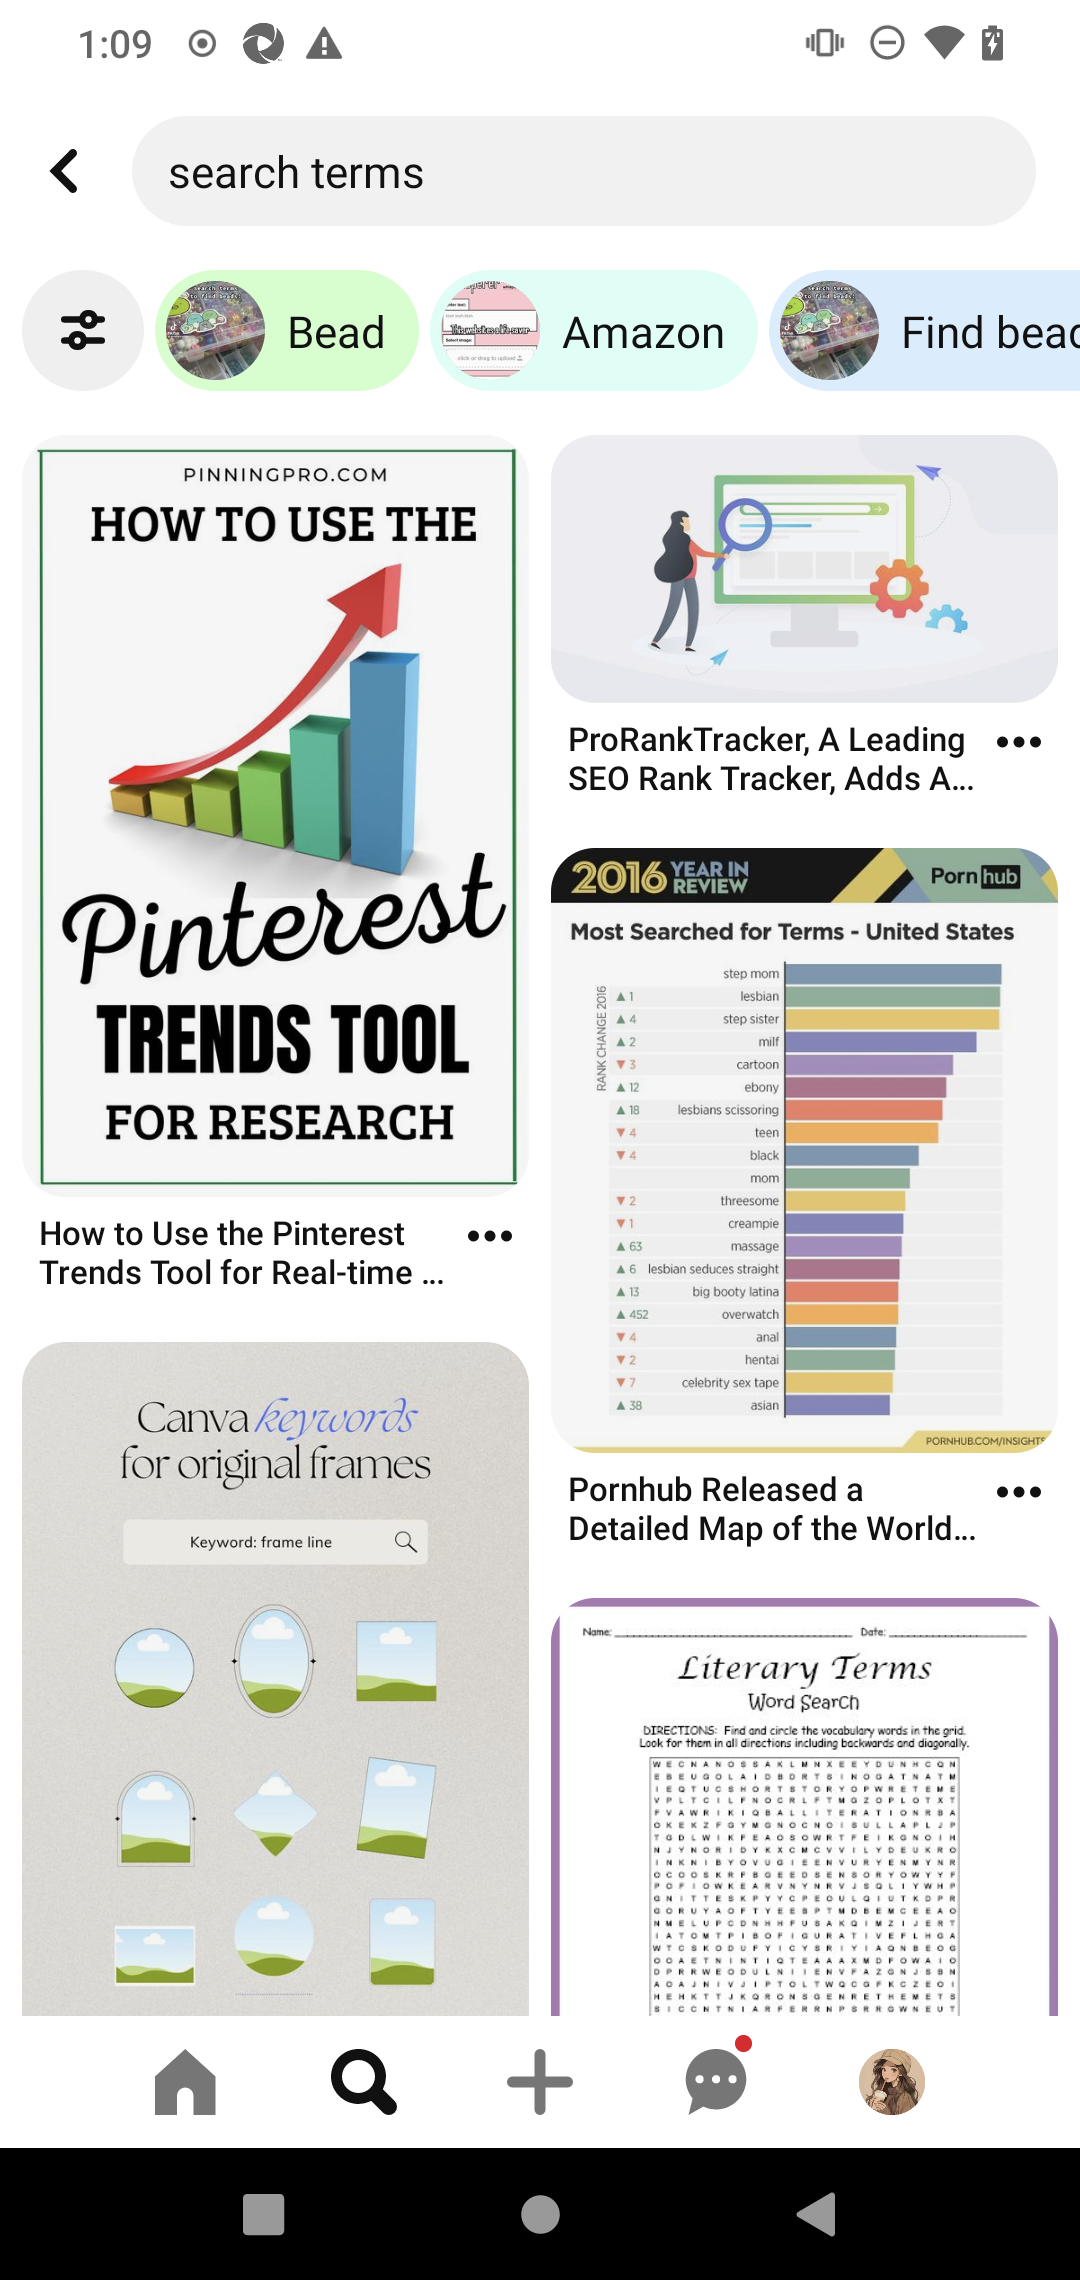 1:09
search terms
Bead
Amazon
Find bead
PINNINGPRO.COM
HOW TO USE THE
Pinterest
TRENDS TOOL
FOR RESEARCH
How to Use the Pinterest
Trends Tool for Real-time ...
Canva keywords
for original frames
Keyword: frame line
ProRankTracker, A Leading
SEO Rank Tracker, Adds A...
2016 YEAR IN
REVIEW
Porn hub
Most Searched for Terms - United States
RANK CHANGE 2016
step mom
▲ 1 lesbian
▲ 4 step sister
▲ 2 milf
▼ 3 cartoon
▲ 12 ebony
▲ 18 lesbians scissoring
▼ 4 teen
▼ 4 black
mom
▼ 2 threesome
▼ 1 creampie
▲ 63 massage
▲ 6 lesbian seduces straight
▲ 13 big booty latina
▲ 452 overwatch
▼ 4 anal
▼ 2 hentai
▼ 7 celebrity sex tape
▲ 38 asian
PORNHUB.COM/INSIGHTS
Pornhub Released a
Detailed Map of the World...
Name: Date:
Literary Terms
Word Search
DIRECTIONS: Find and circle the vocabulary words in the grid.
Look for them in all directions including backwards and diagonally.